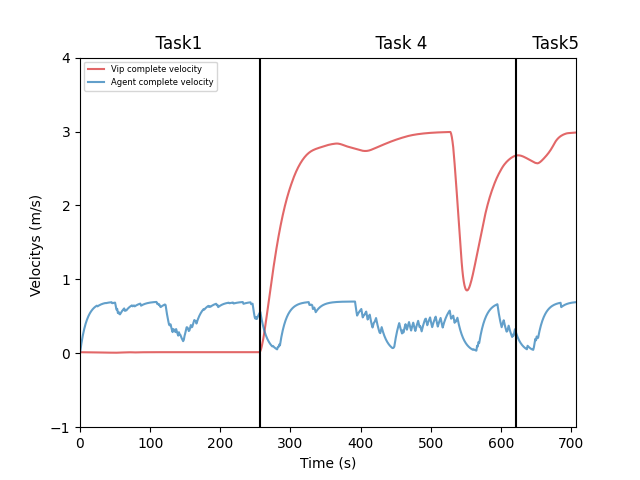 Task1 Task 4 Task5
Vip complete velocity
Agent complete velocity
4
3
2
1
0
−1
Velocitys (m/s)
0 100 200 300 400 500 600 700
Time (s)